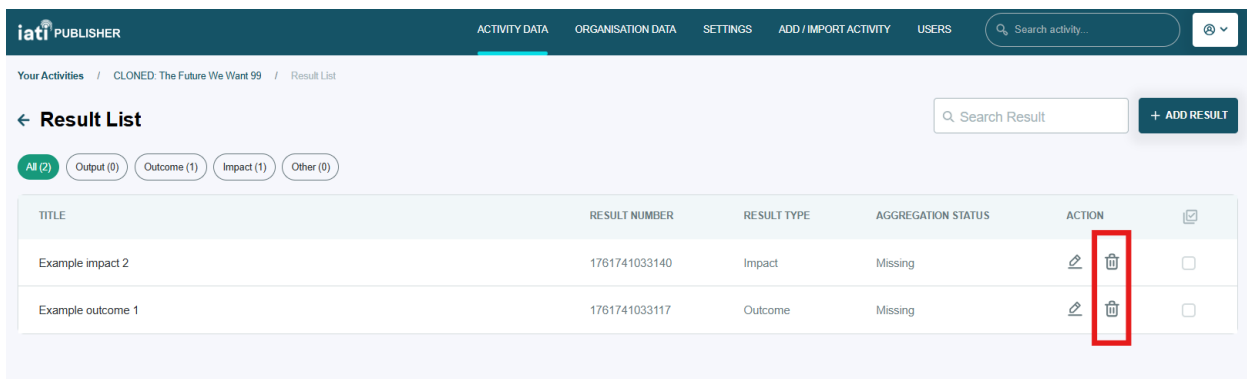 iati PUBLISHER ACTIVITY DATA ORGANISATION DATA SETTINGS ADD / IMPORT ACTIVITY USERS Search activity...
Your Activities / CLONED: The Future We Want 99 / Result List
Result List Search Result + ADD RESULT
All (2) Output (0) Outcome (1) Impact (1) Other (0)
TITLE RESULT NUMBER RESULT TYPE AGGREGATION STATUS ACTION
Example impact 2 1761741033140 Impact Missing
Example outcome 1 1761741033117 Outcome Missing